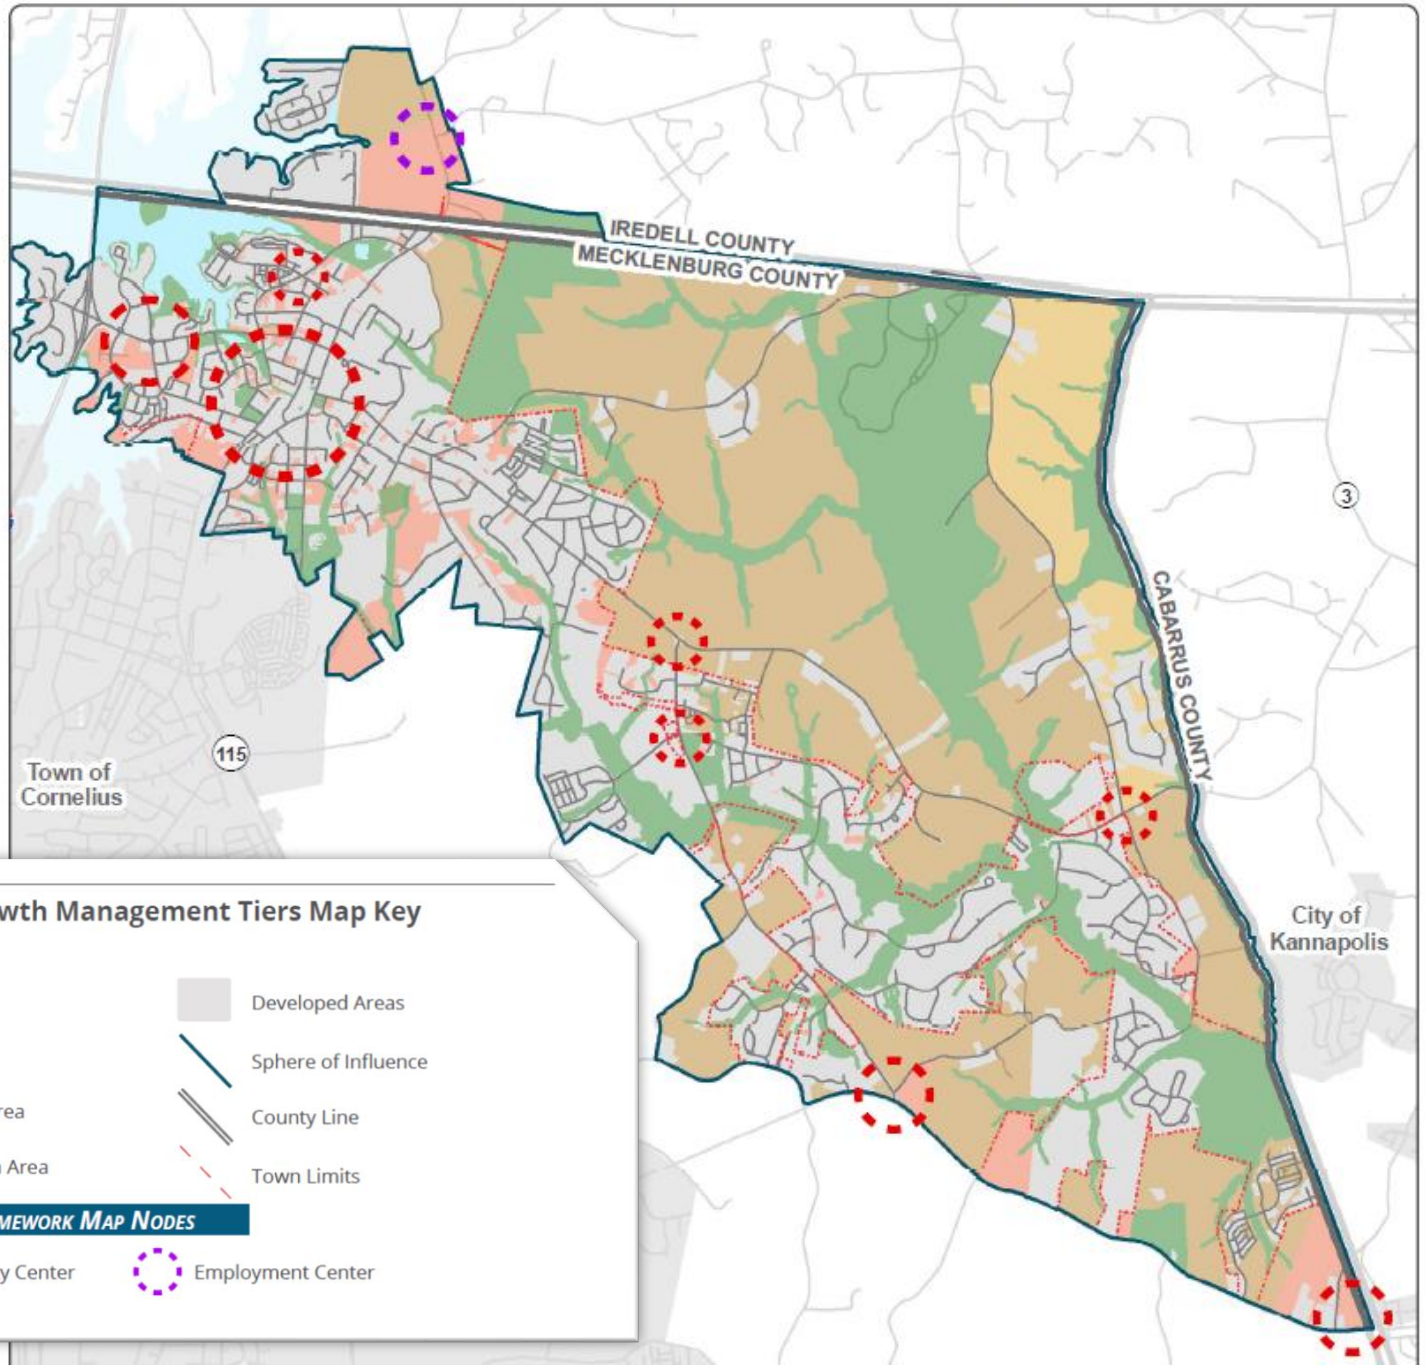 IREDELL COUNTY
MECKLENBURG COUNTY
3
CABARRUS COUNTY
115
Town of
Cornelius
City of
Kannapolis
wth Management Tiers Map Key
Developed Areas
Sphere of Influence
rea
County Line
Area
Town Limits
MEWORK MAP NODES
y Center
Employment Center